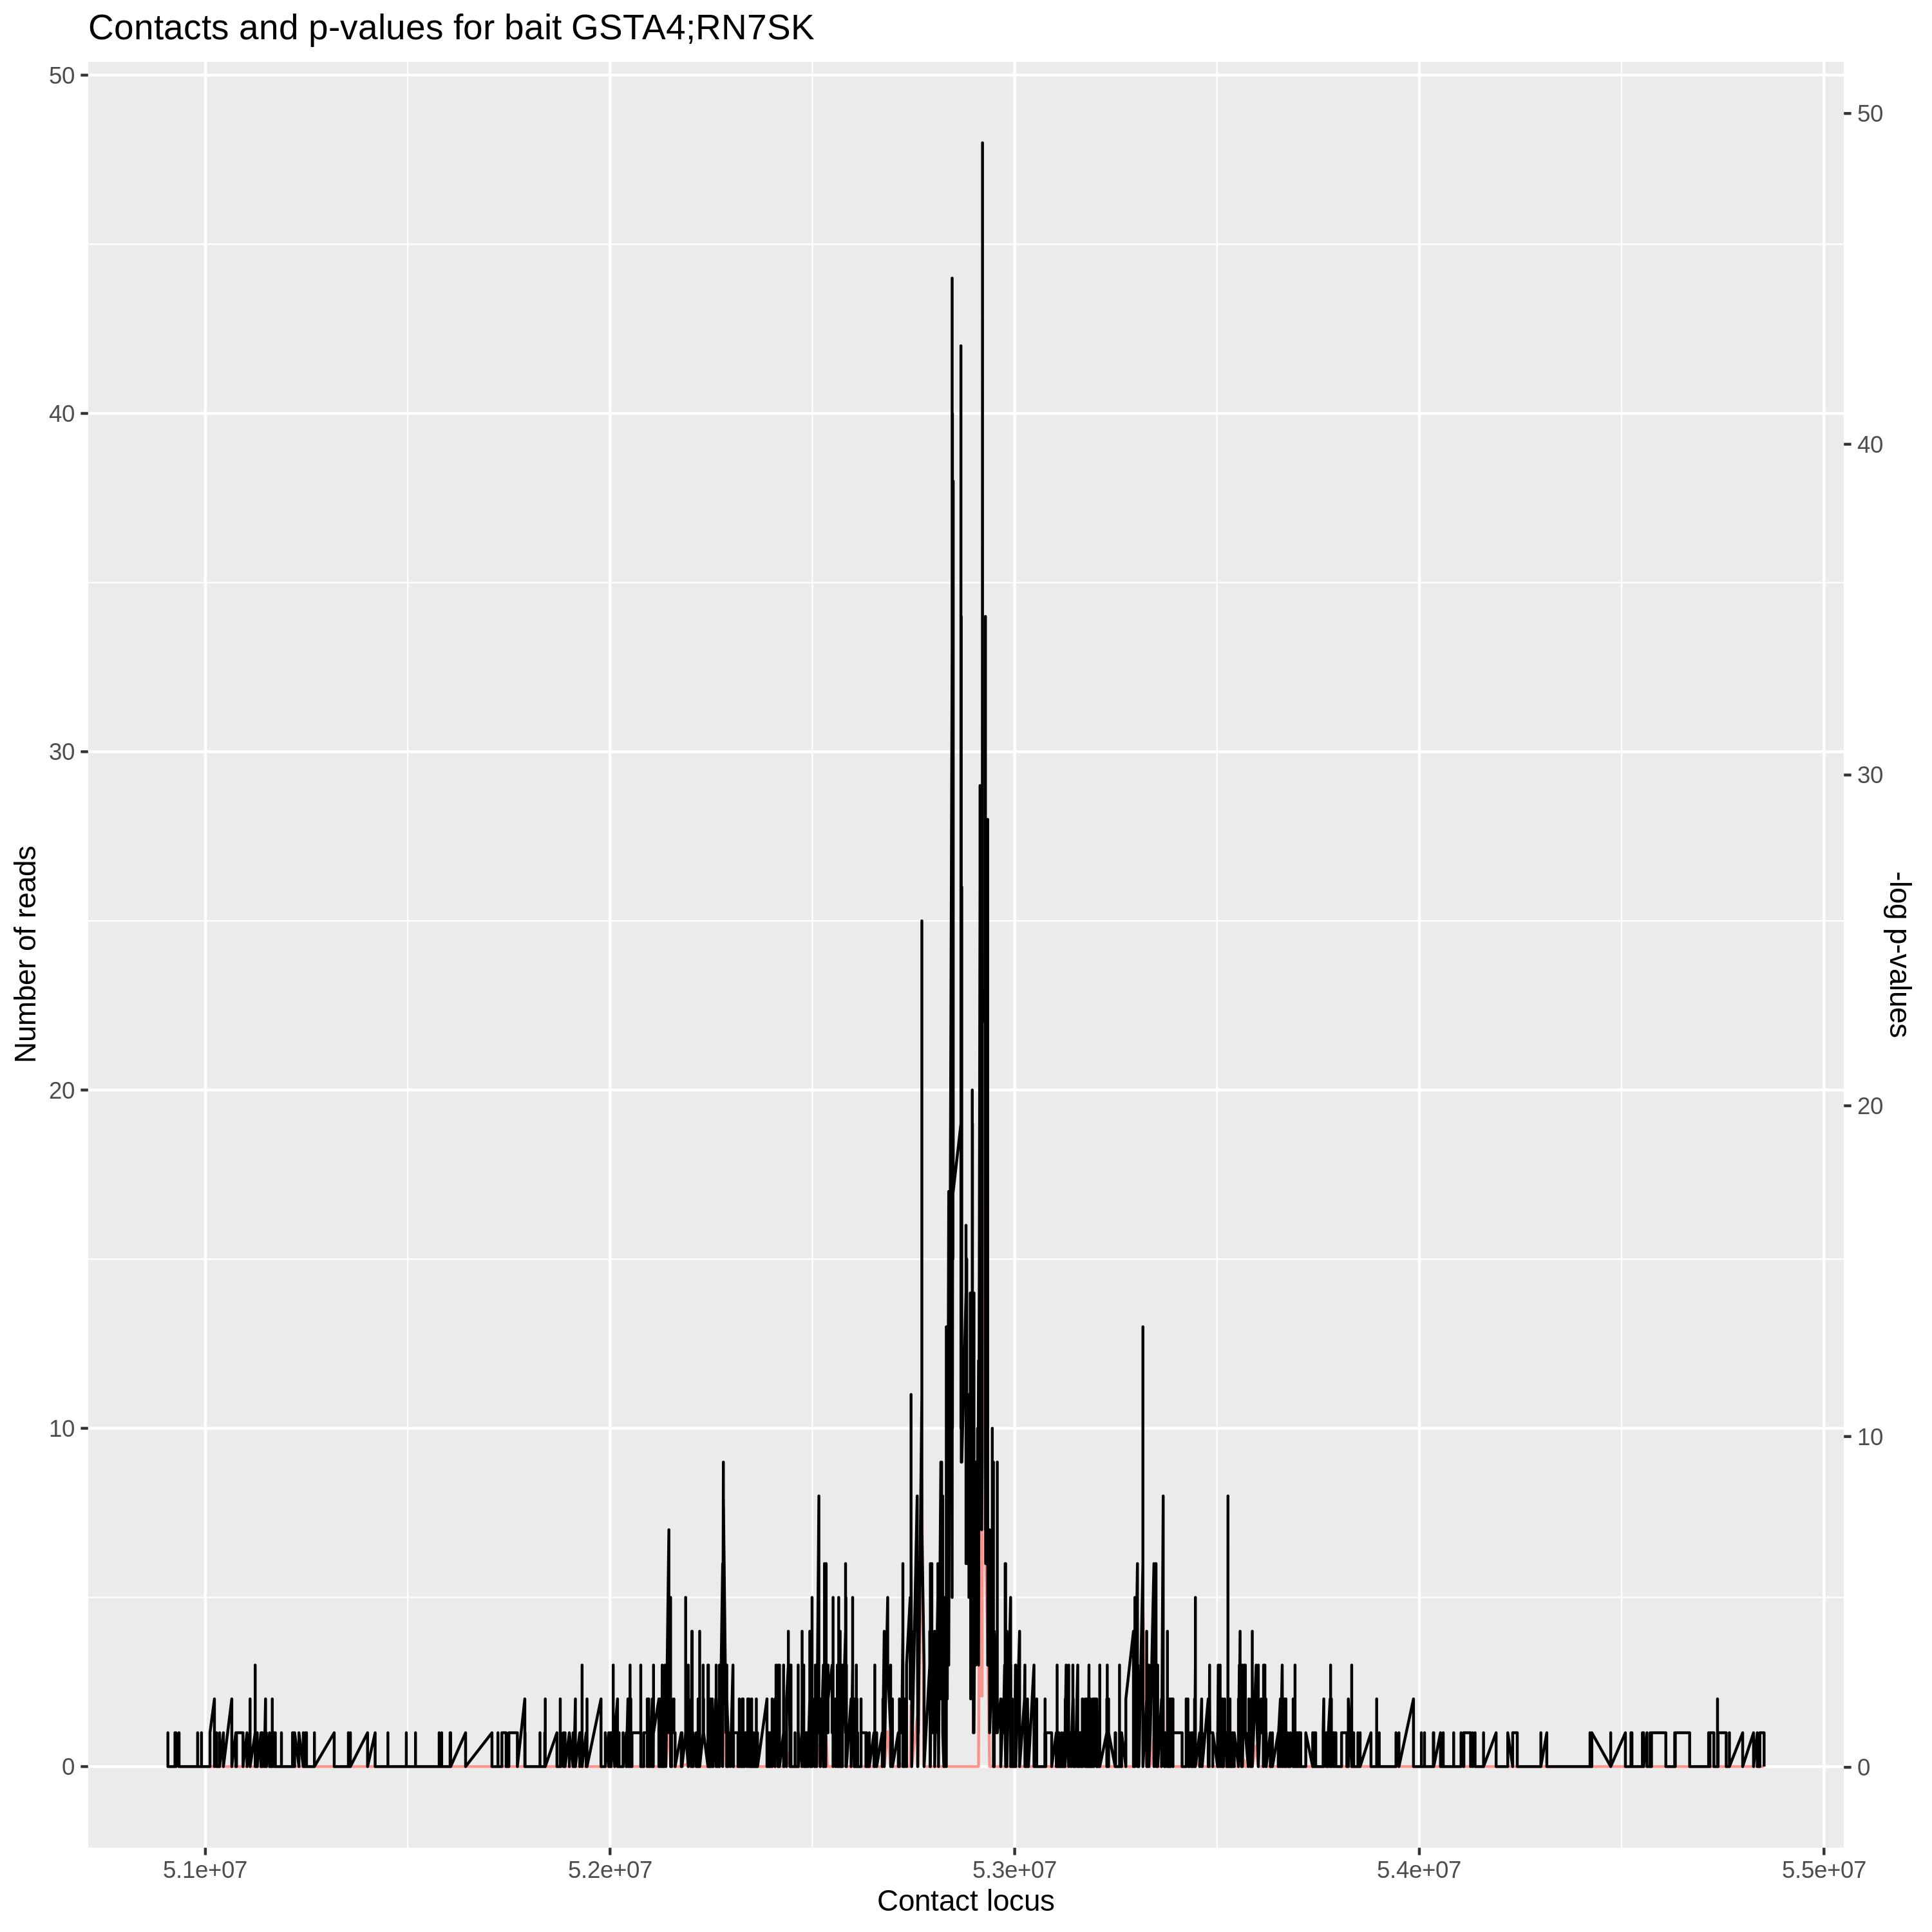 Contacts and p-values for bait GSTA4;RN7SK
50
40
30
20
10
0
Number of reads
50
40
30
20
10
0
-log p-values
5.1e+07
5.2e+07
5.3e+07
5.4e+07
5.5e+07
Contact locus